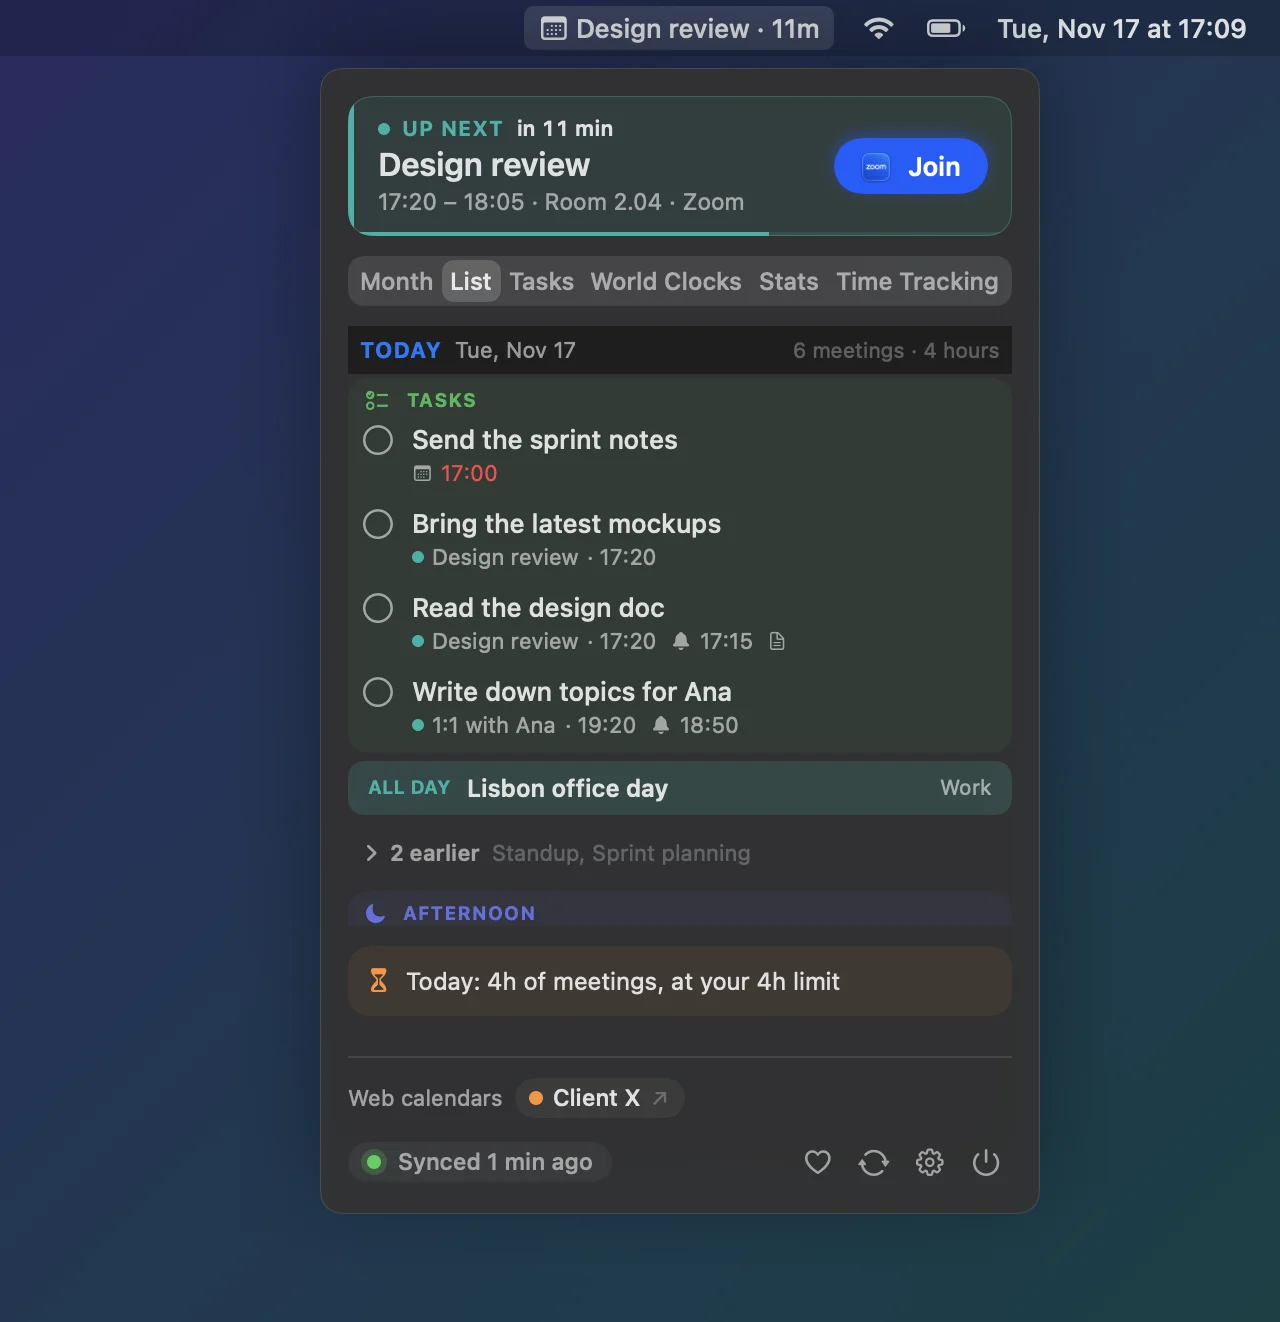 Design review · 11m
Tue, Nov 17 at 17:09
UP NEXT in 11 min
Design review
17:20 – 18:05 · Room 2.04 · Zoom
zoom Join
Month List Tasks World Clocks Stats Time Tracking
TODAY Tue, Nov 17 6 meetings · 4 hours
TASKS
Send the sprint notes
17:00
Bring the latest mockups
Design review · 17:20
Read the design doc
Design review · 17:20 17:15
Write down topics for Ana
1:1 with Ana · 19:20 18:50
ALL DAY Lisbon office day Work
2 earlier Standup, Sprint planning
AFTERNOON
Today: 4h of meetings, at your 4h limit
Web calendars Client X
Synced 1 min ago